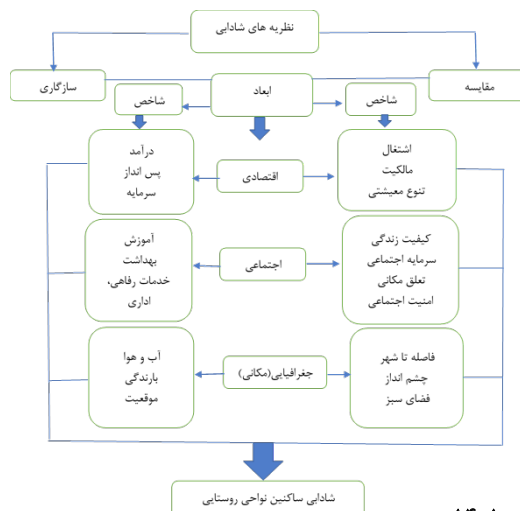 نظریه های شادابی
مقایسه
سازگاری
ابعاد
شاخص
شاخص
اشتغال
مالکیت
تنوع معیشتی
اقتصادی
درآمد
پس انداز
سرمایه
کیفیت زندگی
سرمایه اجتماعی
تعلق مکانی
امنیت اجتماعی
اجتماعی
آموزش
بهداشت
خدمات رفاهی،
اداری
فاصله تا شهر
چشم انداز
فضای سبز
جغرافیایی(مکانی)
آب و هوا
بارندگی
موقعیت
شادابی ساکنین نواحی روستایی